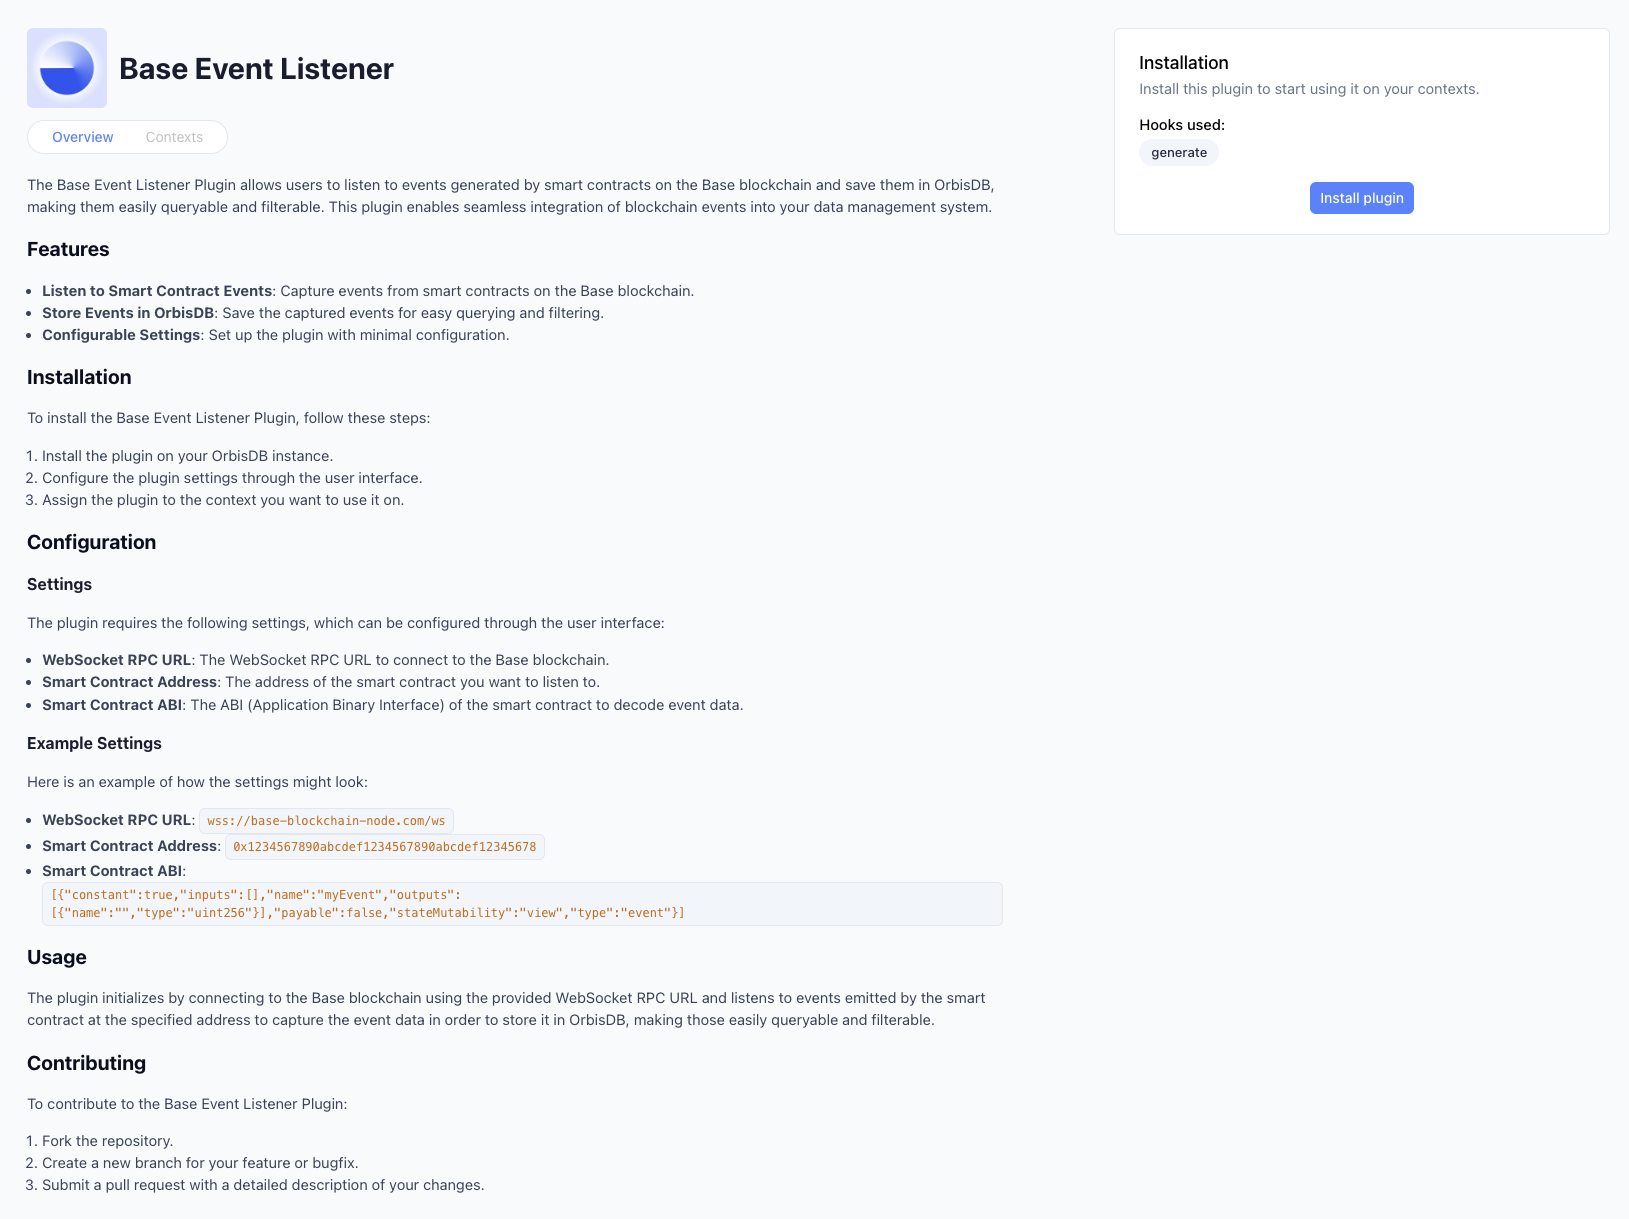 Base Event Listener
Overview
Contexts
The Base Event Listener Plugin allows users to listen to events generated by smart contracts on the Base blockchain and save them in OrbisDB,
making them easily queryable and filterable. This plugin enables seamless integration of blockchain events into your data management system.
Features
• Listen to Smart Contract Events: Capture events from smart contracts on the Base blockchain.
• Store Events in OrbisDB: Save the captured events for easy querying and filtering.
• Configurable Settings: Set up the plugin with minimal configuration.
Installation
To install the Base Event Listener Plugin, follow these steps:
1. Install the plugin on your OrbisDB instance.
2. Configure the plugin settings through the user interface.
3. Assign the plugin to the context you want to use it on.
Configuration
Settings
The plugin requires the following settings, which can be configured through the user interface:
• WebSocket RPC URL: The WebSocket RPC URL to connect to the Base blockchain.
• Smart Contract Address: The address of the smart contract you want to listen to.
• Smart Contract ABI: The ABI (Application Binary Interface) of the smart contract to decode event data.
Example Settings
Here is an example of how the settings might look:
• WebSocket RPC URL: wss://base-blockchain-node.com/ws
• Smart Contract Address: 0x1234567890abcdef1234567890abcdef12345678
• Smart Contract ABI:
[{"constant":true,"inputs":[],"name":"myEvent","outputs":
[{"name":"","type":"uint256"}],"payable":false,"stateMutability":"view","type":"event"}]
Usage
The plugin initializes by connecting to the Base blockchain using the provided WebSocket RPC URL and listens to events emitted by the smart
contract at the specified address to capture the event data in order to store it in OrbisDB, making those easily queryable and filterable.
Contributing
To contribute to the Base Event Listener Plugin:
1. Fork the repository.
2. Create a new branch for your feature or bugfix.
3. Submit a pull request with a detailed description of your changes.
Installation
Install this plugin to start using it on your contexts.
Hooks used:
generate
Install plugin